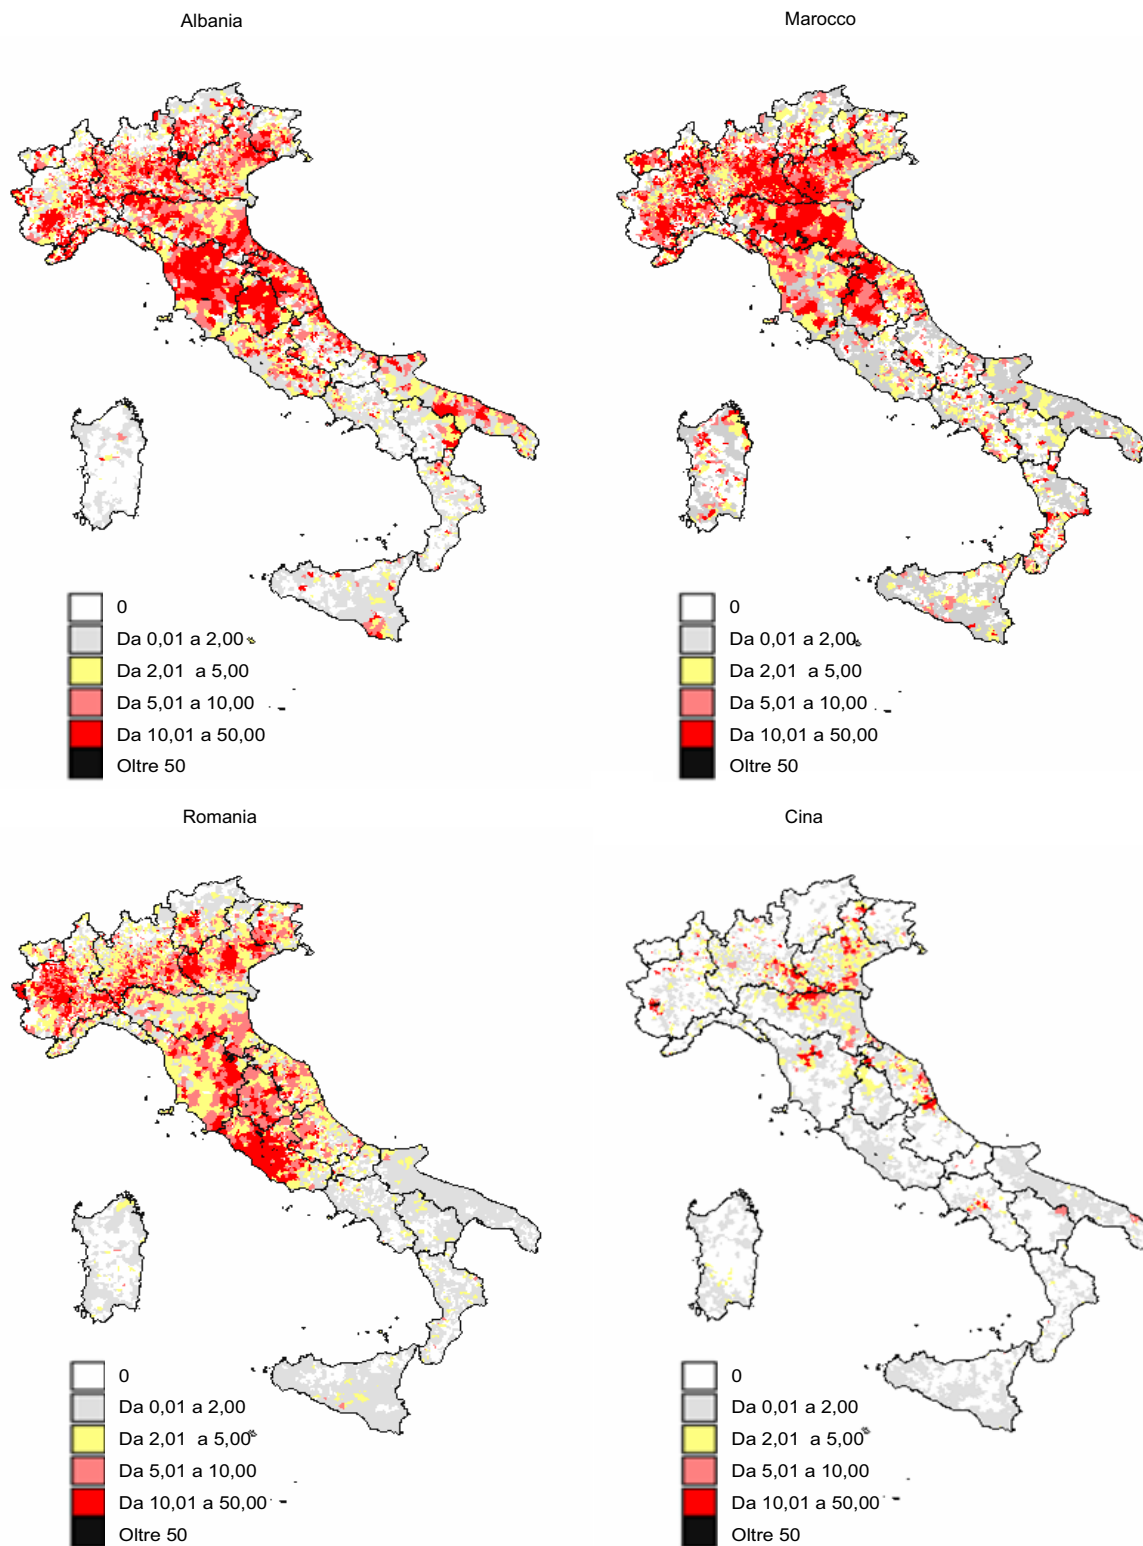 Albania
Marocco
0
Da 0,01 a 2,00
Da 2,01 a 5,00
Da 5,01 a 10,00
Da 10,01 a 50,00
Oltre 50
0
Da 0,01 a 2,00
Da 2,01 a 5,00
Da 5,01 a 10,00
Da 10,01 a 50,00
Oltre 50
Romania
Cina
0
Da 0,01 a 2,00
Da 2,01 a 5,00
Da 5,01 a 10,00
Da 10,01 a 50,00
Oltre 50
0
Da 0,01 a 2,00
Da 2,01 a 5,00
Da 5,01 a 10,00
Da 10,01 a 50,00
Oltre 50